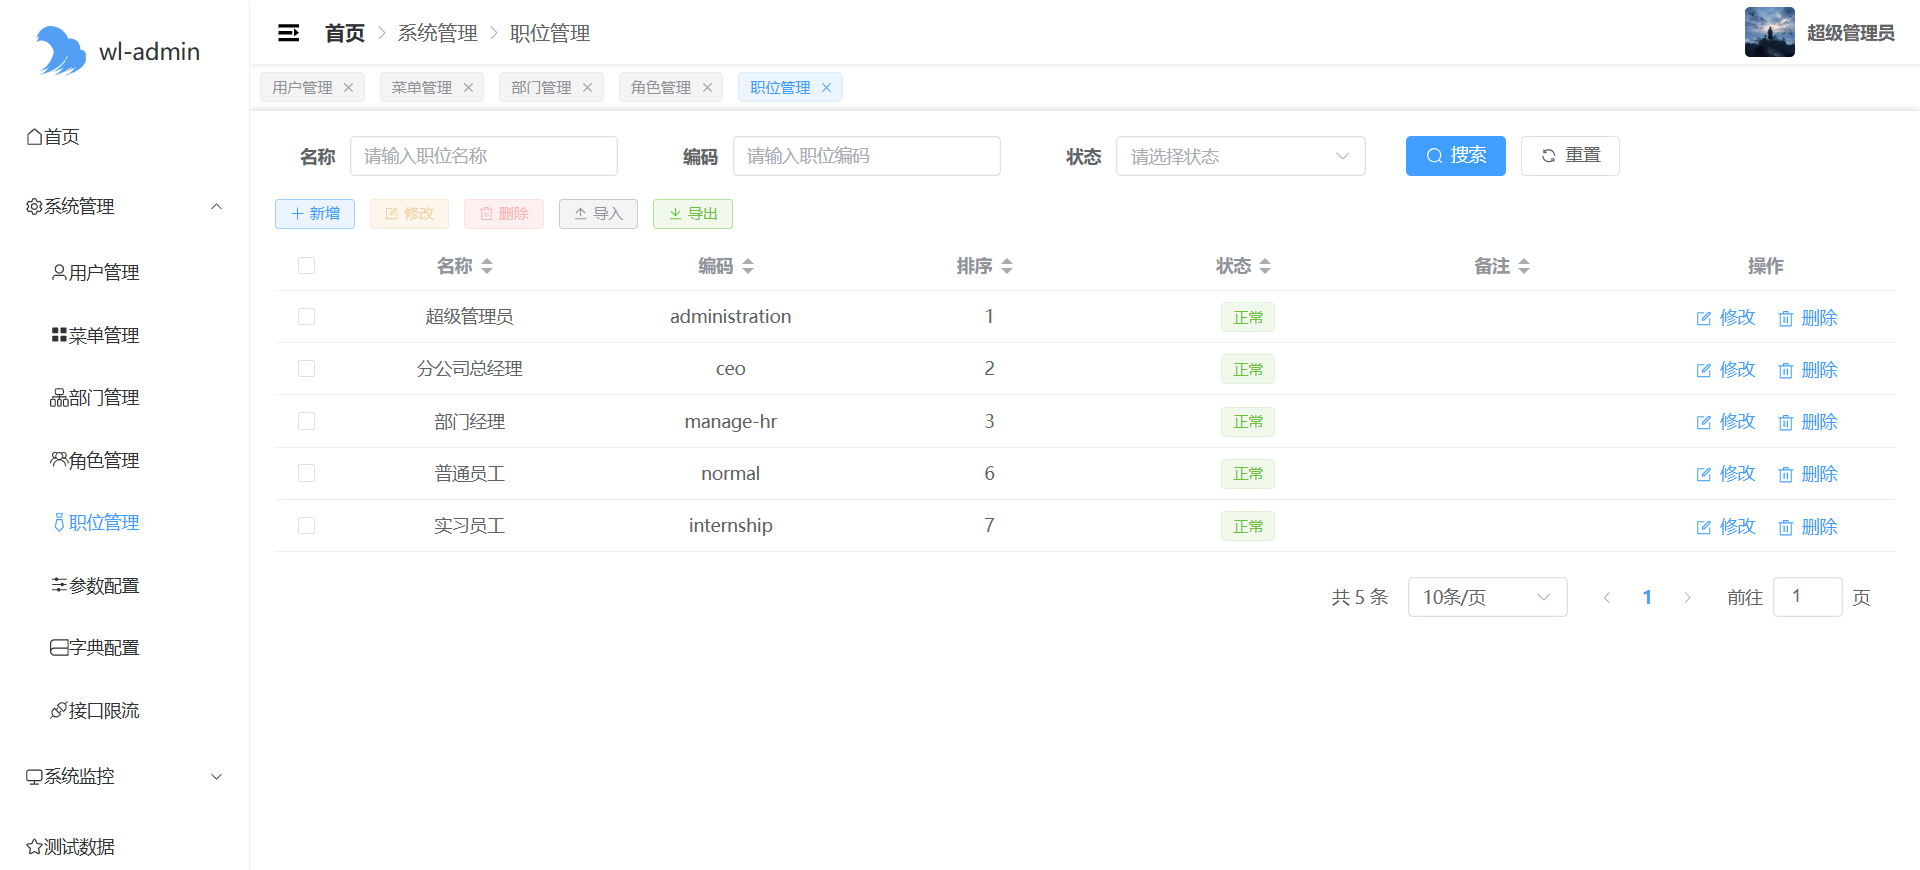 wl-admin
首页
系统管理
用户管理
菜单管理
部门管理
角色管理
职位管理
参数配置
字典配置
接口限流
系统监控
测试数据
首页 系统管理 职位管理 超级管理员
用户管理 菜单管理 部门管理 角色管理 职位管理
名称 请输入职位名称 编码 请输入职位编码 状态 请选择状态 搜索 重置
新增 修改 删除 导入 导出
名称 编码 排序 状态 备注 操作
超级管理员 administration 1 正常 修改 删除
分公司总经理 ceo 2 正常 修改 删除
部门经理 manage-hr 3 正常 修改 删除
普通员工 normal 6 正常 修改 删除
实习员工 internship 7 正常 修改 删除
共 5 条 10条/页 1 前往 1 页